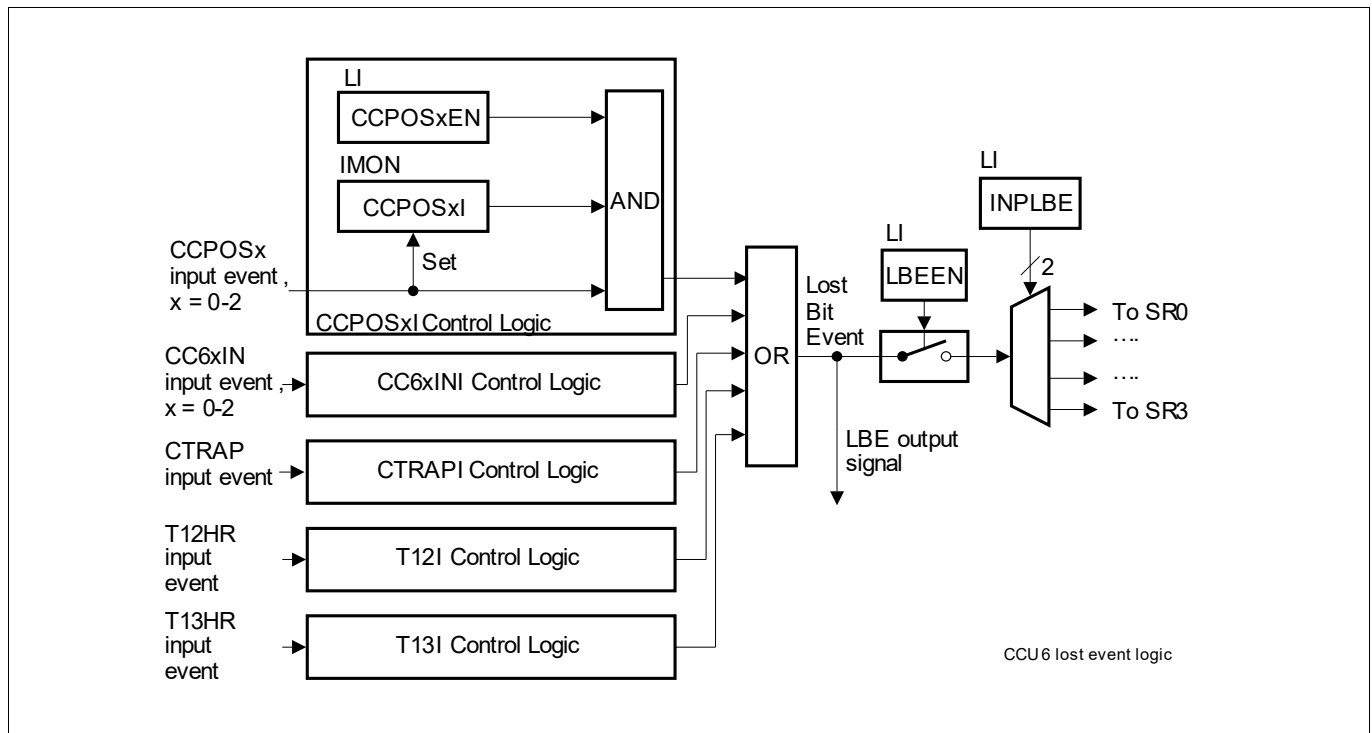 LI
CCPOSxEN
IMON
CCPOSxI
AND
Set
CCPOSx
input event ,
x = 0-2
CCPOSxI Control Logic
CC6xIN
input event ,
x = 0-2
CC6xINI Control Logic
CTRAP
input event
CTRAPI Control Logic
T12HR
input
event
T12I Control Logic
T13HR
input
event
T13I Control Logic
OR
Lost
Bit
Event
LBE output
signal
LI
LBEEN
LI
INPLBE
2
To SR0
....
....
To SR3
CCU6 lost event logic